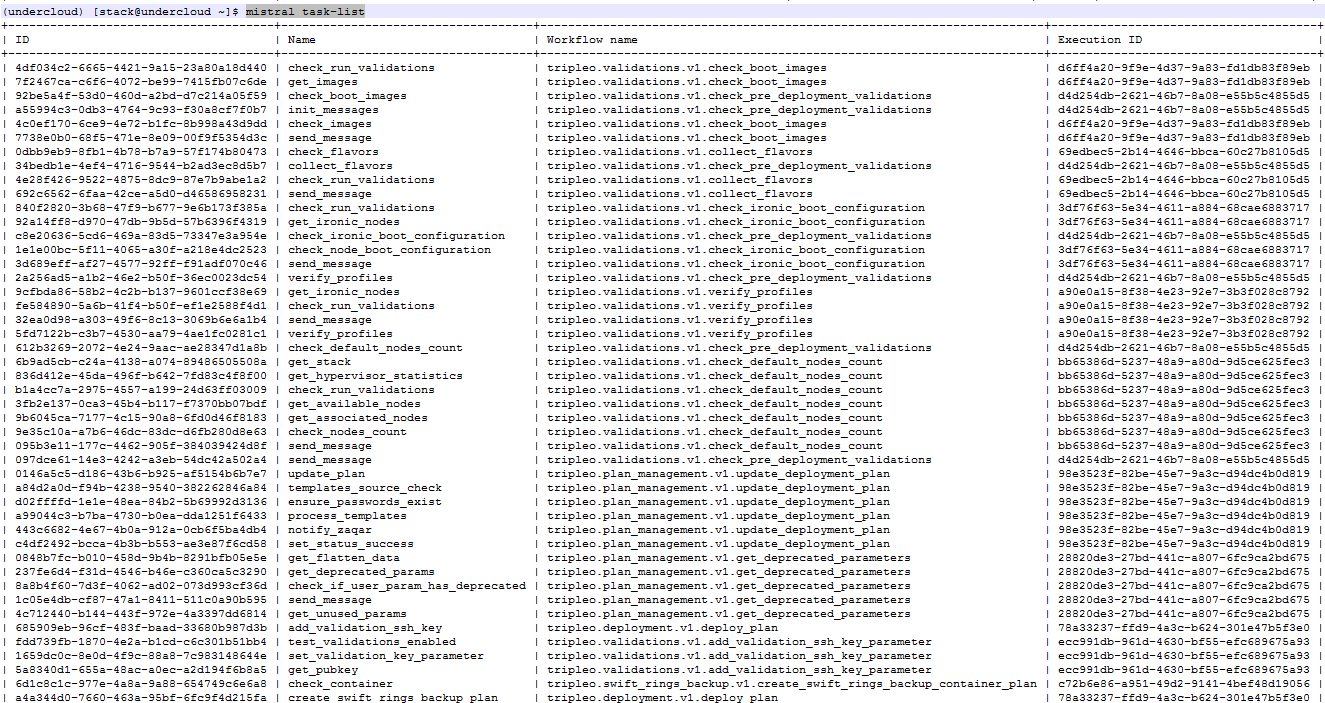 (undercloud) [stack@undercloud ~]$ mistral task-list
| ID | Name | Workflow name | Execution ID |
| 4df034c2-6665-4421-9a15-23a80a18d440 | check_run_validations | tripleo.validations.v1.check_boot_images | d6ff4a20-9f9e-4d37-9a83-fd1db83f89eb |
| 7f2467ca-c6f6-4072-be99-7415fb07c6de | get_images | tripleo.validations.v1.check_boot_images | d6ff4a20-9f9e-4d37-9a83-fd1db83f89eb |
| 92be5a4f-53d0-460d-a2bd-d7c214a05f59 | check_boot_images | tripleo.validations.v1.check_pre_deployment_validations | d4d254db-2621-46b7-8a08-e55b5c4855d5 |
| a55994c3-0db3-4764-9c93-f30a8cf7f0b7 | init_messages | tripleo.validations.v1.check_pre_deployment_validations | d4d254db-2621-46b7-8a08-e55b5c4855d5 |
| 4c0ef170-6ce9-4e72-b1fc-8b998a43d9dd | check_images | tripleo.validations.v1.check_boot_images | d6ff4a20-9f9e-4d37-9a83-fd1db83f89eb |
| 7738e0b0-68f5-471e-8e09-00f9f5354d3c | send_message | tripleo.validations.v1.check_boot_images | d6ff4a20-9f9e-4d37-9a83-fd1db83f89eb |
| 0dbb9eb9-8fb1-4b78-b7a9-57f174b80473 | check_flavors | tripleo.validations.v1.collect_flavors | 69edbec5-2b14-4646-bbca-60c27b8105d5 |
| 34bedb1e-4ef4-4716-9544-b2ad3ec8d5b7 | collect_flavors | tripleo.validations.v1.check_pre_deployment_validations | d4d254db-2621-46b7-8a08-e55b5c4855d5 |
| 4e28f426-9522-4875-8dc9-87e7b9abe1a2 | check_run_validations | tripleo.validations.v1.collect_flavors | 69edbec5-2b14-4646-bbca-60c27b8105d5 |
| 692c6562-6faa-42ce-a5d0-d46586958231 | send_message | tripleo.validations.v1.collect_flavors | 69edbec5-2b14-4646-bbca-60c27b8105d5 |
| 840f2820-3b68-47f9-b677-9e6b173f385a | check_run_validations | tripleo.validations.v1.check_ironic_boot_configuration | 3df76f63-5e34-4611-a884-68cae6883717 |
| 92a14ff8-d970-47db-9b5d-57b6396f4319 | get_ironic_nodes | tripleo.validations.v1.check_ironic_boot_configuration | 3df76f63-5e34-4611-a884-68cae6883717 |
| c8e20636-5cd6-469a-83d5-73347e3a954e | check_ironic_boot_configuration | tripleo.validations.v1.check_pre_deployment_validations | d4d254db-2621-46b7-8a08-e55b5c4855d5 |
| 1e1e00bc-5f11-4065-a30f-a218e4dc2523 | check_node_boot_configuration | tripleo.validations.v1.check_ironic_boot_configuration | 3df76f63-5e34-4611-a884-68cae6883717 |
| 3d689eff-af27-4577-92ff-f91adf070c46 | send_message | tripleo.validations.v1.check_ironic_boot_configuration | 3df76f63-5e34-4611-a884-68cae6883717 |
| 2a256ad5-a1b2-46e2-b50f-36ec0023dc54 | verify_profiles | tripleo.validations.v1.check_pre_deployment_validations | d4d254db-2621-46b7-8a08-e55b5c4855d5 |
| 9cfbda86-58b2-4c2b-b137-9601ccf38e69 | get_ironic_nodes | tripleo.validations.v1.verify_profiles | a90e0a15-8f38-4e23-92e7-3b3f028c8792 |
| fe584890-5a6b-41f4-b50f-ef1e2588f4d1 | check_run_validations | tripleo.validations.v1.verify_profiles | a90e0a15-8f38-4e23-92e7-3b3f028c8792 |
| 32ea0d98-a303-49f6-8c13-3069b6e6a1b4 | send_message | tripleo.validations.v1.verify_profiles | a90e0a15-8f38-4e23-92e7-3b3f028c8792 |
| 5fd7122b-c3b7-4530-aa79-4ae1fc0281c1 | verify_profiles | tripleo.validations.v1.verify_profiles | a90e0a15-8f38-4e23-92e7-3b3f028c8792 |
| 612b3269-2072-4e24-9aac-ae28347d1a8b | check_default_nodes_count | tripleo.validations.v1.check_pre_deployment_validations | d4d254db-2621-46b7-8a08-e55b5c4855d5 |
| 6b9ad5cb-c24a-4138-a074-89486505508a | get_stack | tripleo.validations.v1.check_default_nodes_count | bb65386d-5237-48a9-a80d-9d5ce625fec3 |
| 836d412e-45da-496f-b642-7fd83c4f8f00 | get_hypervisor_statistics | tripleo.validations.v1.check_default_nodes_count | bb65386d-5237-48a9-a80d-9d5ce625fec3 |
| b1a4cc7a-2975-4557-a199-24d63ff03009 | check_run_validations | tripleo.validations.v1.check_default_nodes_count | bb65386d-5237-48a9-a80d-9d5ce625fec3 |
| 3fb2e137-0ca3-45b4-b117-f7370bb07bdf | get_available_nodes | tripleo.validations.v1.check_default_nodes_count | bb65386d-5237-48a9-a80d-9d5ce625fec3 |
| 9b6045ca-7177-4c15-90a8-6fd0d46f8183 | get_associated_nodes | tripleo.validations.v1.check_default_nodes_count | bb65386d-5237-48a9-a80d-9d5ce625fec3 |
| 9e35c10a-a7b6-46dc-83dc-d6fb280d8e63 | check_nodes_count | tripleo.validations.v1.check_default_nodes_count | bb65386d-5237-48a9-a80d-9d5ce625fec3 |
| 095b3e11-177c-4462-905f-384039424d8f | send_message | tripleo.validations.v1.check_default_nodes_count | bb65386d-5237-48a9-a80d-9d5ce625fec3 |
| 097dce61-14e3-4242-a3eb-54dc42a502a4 | send_message | tripleo.validations.v1.check_pre_deployment_validations | d4d254db-2621-46b7-8a08-e55b5c4855d5 |
| 0146a5c5-d186-43b6-b925-af5154b6b7e7 | update_plan | tripleo.plan_management.v1.update_deployment_plan | 98e3523f-82be-45e7-9a3c-d94dc4b0d819 |
| a84d2a0d-f94b-4238-9540-382262846a84 | templates_source_check | tripleo.plan_management.v1.update_deployment_plan | 98e3523f-82be-45e7-9a3c-d94dc4b0d819 |
| d02ffffd-1e1e-48ea-84b2-5b69992d3136 | ensure_passwords_exist | tripleo.plan_management.v1.update_deployment_plan | 98e3523f-82be-45e7-9a3c-d94dc4b0d819 |
| a99044c3-b7ba-4730-b0ea-dda1251f6433 | process_templates | tripleo.plan_management.v1.update_deployment_plan | 98e3523f-82be-45e7-9a3c-d94dc4b0d819 |
| 443c6682-4e67-4b0a-912a-0cb6f5ba4db4 | notify_zaqar | tripleo.plan_management.v1.update_deployment_plan | 98e3523f-82be-45e7-9a3c-d94dc4b0d819 |
| c4df2492-bcca-4b3b-b553-ae3e87f6cd58 | set_status_success | tripleo.plan_management.v1.update_deployment_plan | 98e3523f-82be-45e7-9a3c-d94dc4b0d819 |
| 0848b7fc-b010-458d-9b4b-8291bfb05e5e | get_flatten_data | tripleo.plan_management.v1.get_deprecated_parameters | 28820de3-27bd-441c-a807-6fc9ca2bd675 |
| 237fe6d4-f31d-4546-b46e-c360ca5c3290 | get_deprecated_params | tripleo.plan_management.v1.get_deprecated_parameters | 28820de3-27bd-441c-a807-6fc9ca2bd675 |
| 8a8b4f60-7d3f-4062-ad02-073d993cf36d | check_if_user_param_has_deprecated | tripleo.plan_management.v1.get_deprecated_parameters | 28820de3-27bd-441c-a807-6fc9ca2bd675 |
| 1c05e4db-cf87-47a1-8411-511c0a90b595 | send_message | tripleo.plan_management.v1.get_deprecated_parameters | 28820de3-27bd-441c-a807-6fc9ca2bd675 |
| 4c712440-b144-443f-972e-4a3397dd6814 | get_unused_params | tripleo.plan_management.v1.get_deprecated_parameters | 28820de3-27bd-441c-a807-6fc9ca2bd675 |
| 685909eb-96cf-483f-baad-33680b987d3b | add_validation_ssh_key | tripleo.deployment.v1.deploy_plan | 78a33237-ffd9-4a3c-b624-301e47b5f3e0 |
| fdd739fb-1870-4e2a-b1cd-c6c301b51bb4 | test_validations_enabled | tripleo.validations.v1.add_validation_ssh_key_parameter | ecc991db-961d-4630-bf55-efc689675a93 |
| 1659dc0c-8e0d-4f9c-88a8-7c983148644e | set_validation_key_parameter | tripleo.validations.v1.add_validation_ssh_key_parameter | ecc991db-961d-4630-bf55-efc689675a93 |
| 5a8340d1-655a-48ac-a0ec-a2d194f6b8a5 | get_pubkey | tripleo.validations.v1.add_validation_ssh_key_parameter | ecc991db-961d-4630-bf55-efc689675a93 |
| 6d1c8c1c-977e-4a8a-9a88-654749c6e6a8 | check_container | tripleo.swift_rings_backup.v1.create_swift_rings_backup_container_plan | c72b6e86-a951-49d2-9141-4bef48d19056 |
| a4a344d0-7660-463a-95bf-6fc9f4d215fa | create_swift_rings_backup_plan | tripleo.deployment.v1.deploy_plan | 78a33237-ffd9-4a3c-b624-301e47b5f3e0 |